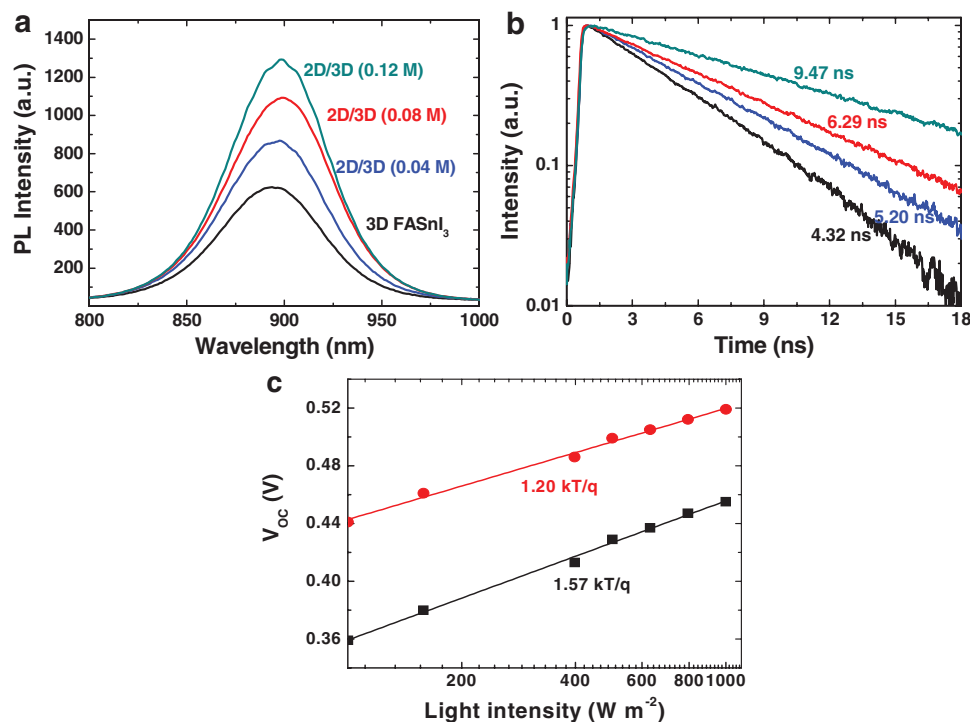 a
PL Intensity (a.u.)
1400
1200
1000
800
600
400
200
2D/3D (0.12 M)
2D/3D (0.08 M)
2D/3D (0.04 M)
3D FASnI₃
800 850 900 950 1000
Wavelength (nm)
b
Intensity (a.u.)
1
0.1
0.01
9.47 ns
6.29 ns
5.20 ns
4.32 ns
0 3 6 9 12 15 18
Time (ns)
c
V_OC (V)
0.52
0.48
0.44
0.40
0.36
1.20 kT/q
1.57 kT/q
200 400 600 800 1000
Light intensity (W m⁻²)